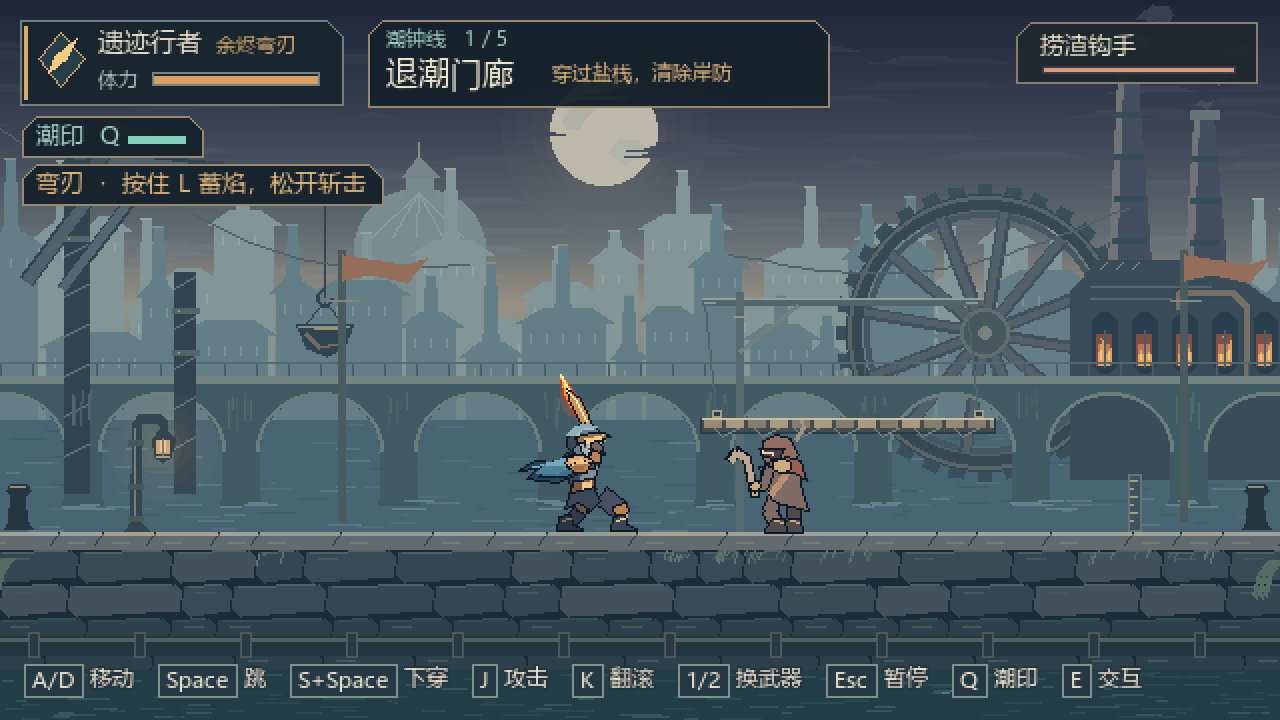 遗迹行者 余烬弯刃
体力
潮钟线 1 / 5
退潮门廊 穿过盐栈，清除岸防
捞渣钩手
潮印 Q
弯刃 · 按住 L 蓄焰，松开斩击
A/D 移动 Space 跳 S+Space 下穿 J 攻击 K 翻滚 1/2 换武器 Esc 暂停 Q 潮印 E 交互